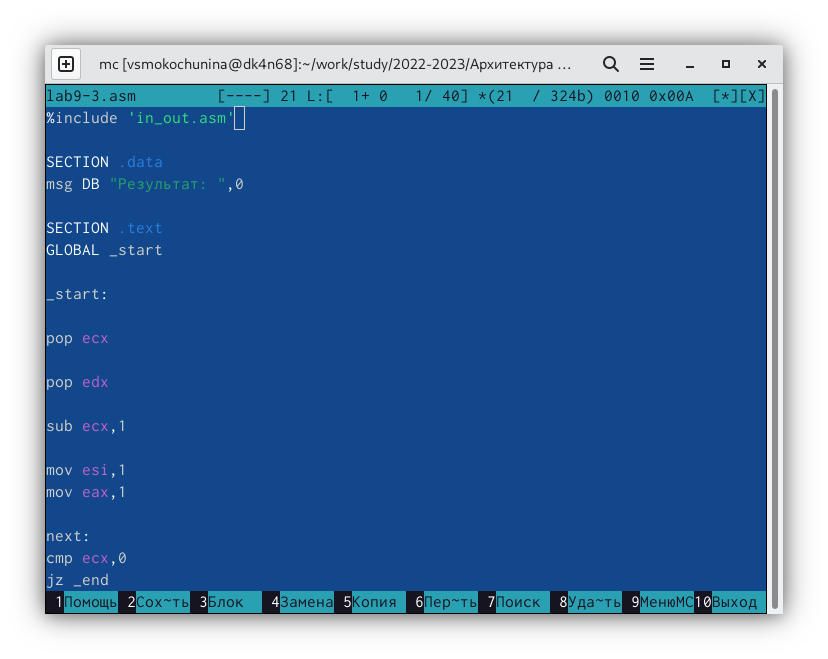 mc [vsmokochunina@dk4n68]:~/work/study/2022-2023/Архитектура ...
lab9-3.asm [----] 21 L:[ 1+ 0 1/ 40] *(21 / 324b) 0010 0x00A [*][X]
%include 'in_out.asm'
SECTION .data
msg DB "Результат: ",0
SECTION .text
GLOBAL _start
_start:
pop ecx
pop edx
sub ecx,1
mov esi,1
mov eax,1
next:
cmp ecx,0
jz _end
1Помощь 2Сох~ть 3Блок 4Замена 5Копия 6Пер~ть 7Поиск 8Уда~ть 9МенюMC 10Выход